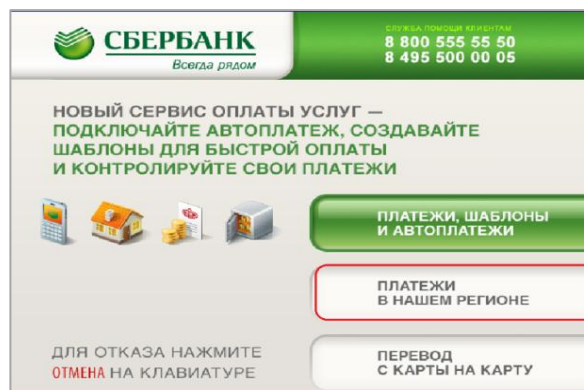 СБЕРБАНК
Всегда рядом
СЛУЖБА ПОМОЩИ КЛИЕНТАМ
8 800 555 55 50
8 495 500 00 05
НОВЫЙ СЕРВИС ОПЛАТЫ УСЛУГ —
ПОДКЛЮЧАЙТЕ АВТОПЛАТЕЖ, СОЗДАВАЙТЕ
ШАБЛОНЫ ДЛЯ БЫСТРОЙ ОПЛАТЫ
И КОНТРОЛИРУЙТЕ СВОИ ПЛАТЕЖИ
ПЛАТЕЖИ, ШАБЛОНЫ
И АВТОПЛАТЕЖИ
ПЛАТЕЖИ
В НАШЕМ РЕГИОНЕ
ДЛЯ ОТКАЗА НАЖМИТЕ
ОТМЕНА НА КЛАВИАТУРЕ
ПЕРЕВОД
С КАРТЫ НА КАРТУ